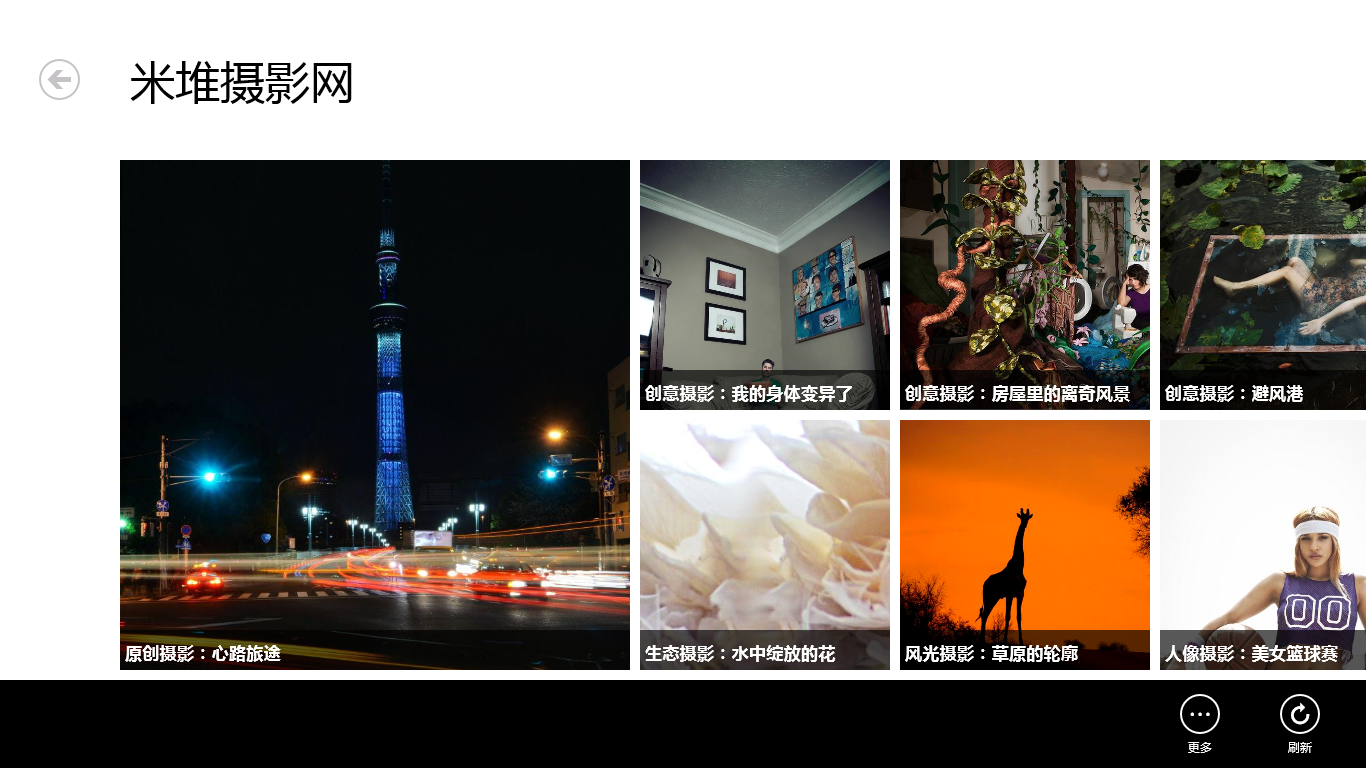 米堆摄影网
原创摄影：心路旅途
创意摄影：我的身体变异了
创意摄影：房屋里的离奇风景
创意摄影：避风港
生态摄影：水中绽放的花
风光摄影：草原的轮廓
00
人像摄影：美女篮球赛
更多
刷新